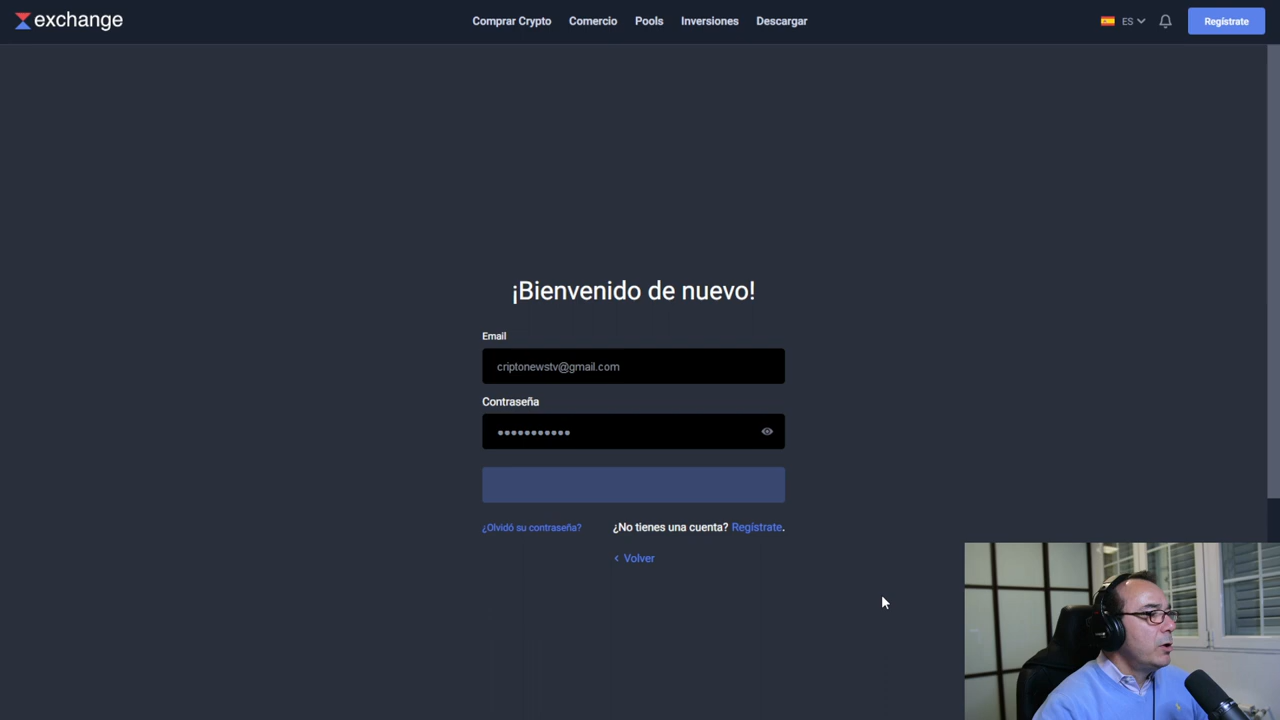 exchange
Comprar Crypto Comercio Pools Inversiones Descargar
ES
Regístrate
¡Bienvenido de nuevo!
Email
criptonewstv@gmail.com
Contraseña
•••••••••••
¿Olvidó su contraseña?
¿No tienes una cuenta? Regístrate.
< Volver